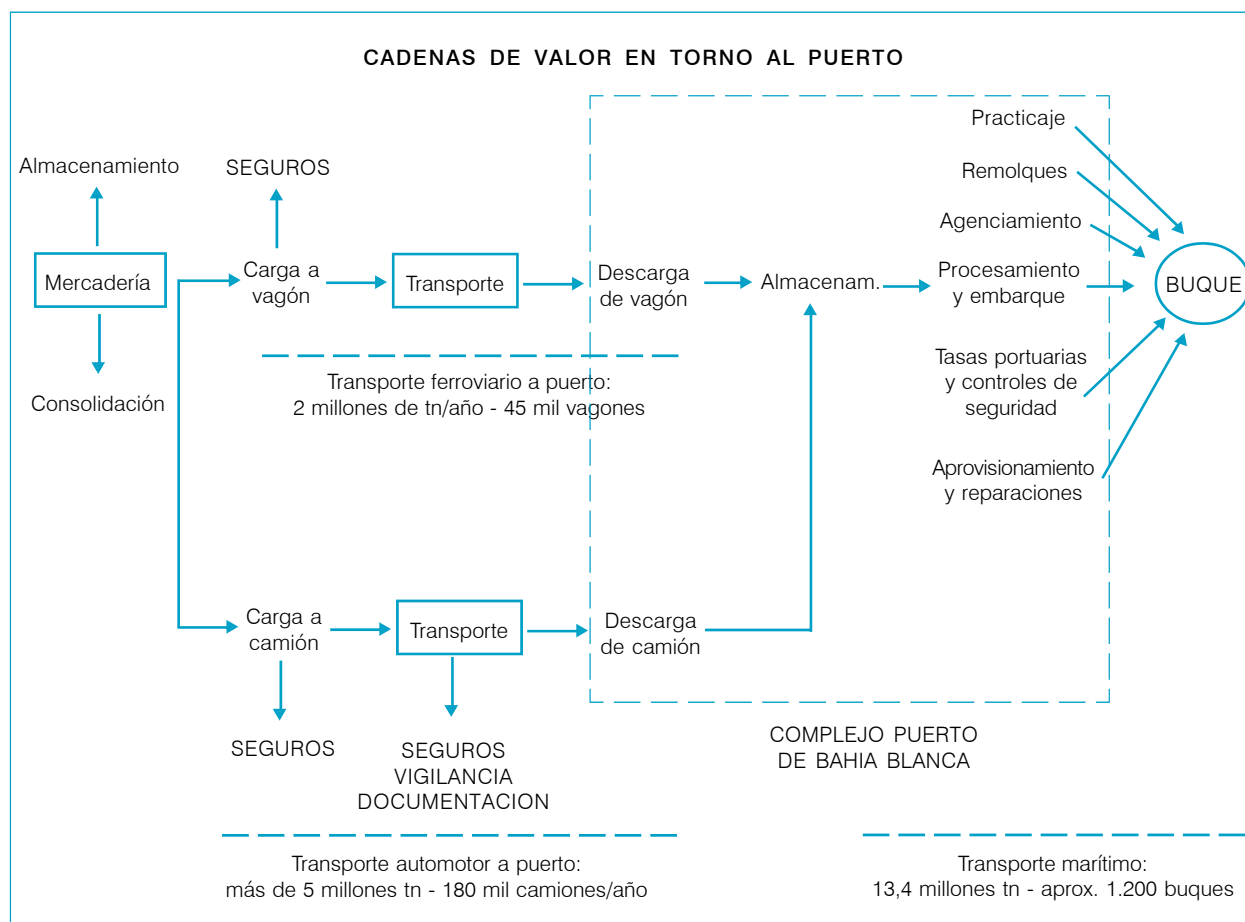 CADENAS DE VALOR EN TORNO AL PUERTO
Practicaje
Almacenamiento
SEGUROS
Remolques
Agenciamiento
Mercadería
Carga a
vagón
Transporte
Descarga
de vagón
Almacenam.
Procesamiento
y embarque
BUQUE
Transporte ferroviario a puerto:
2 millones de tn/año - 45 mil vagones
Tasas portuarias
y controles de
seguridad
Consolidación
Aprovisionamiento
y reparaciones
Carga a
camión
Transporte
Descarga
de camión
SEGUROS
SEGUROS
VIGILANCIA
DOCUMENTACION
COMPLEJO PUERTO
DE BAHIA BLANCA
Transporte automotor a puerto:
más de 5 millones tn - 180 mil camiones/año
Transporte marítimo:
13,4 millones tn - aprox. 1.200 buques